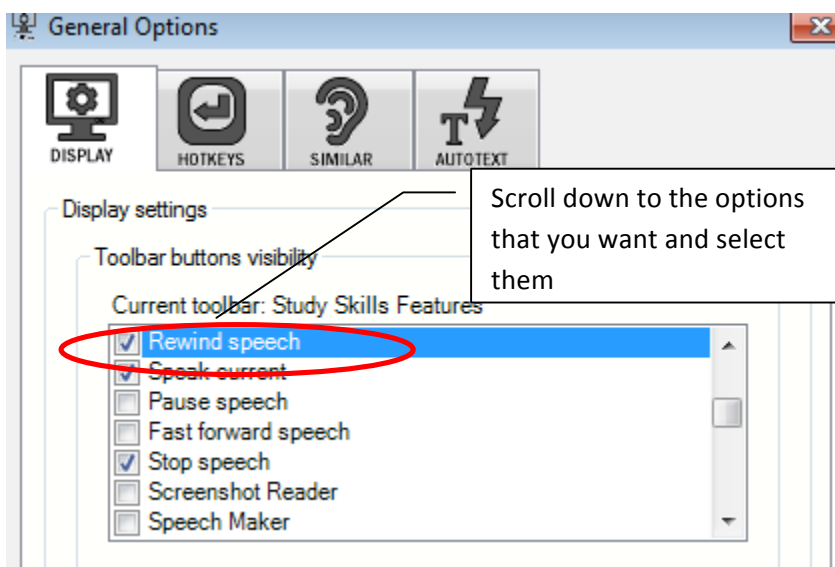 General Options
DISPLAY HOTKEYS SIMILAR AUTOTEXT
Scroll down to the options
that you want and select
them
Display settings
Toolbar buttons visibility
Current toolbar: Study Skills Features
Rewind speech
Speak current
Pause speech
Fast forward speech
Stop speech
Screenshot Reader
Speech Maker